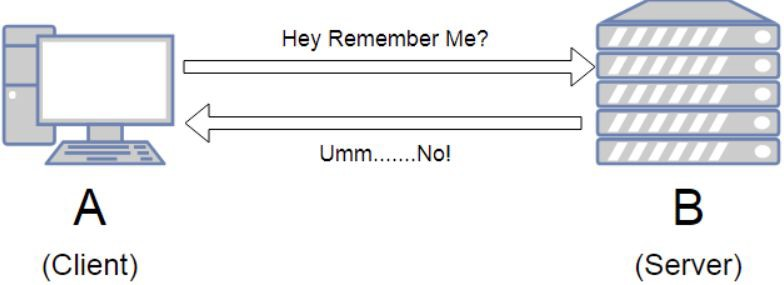 Hey Remember Me?
Umm.......No!
A
B
(Client)
(Server)